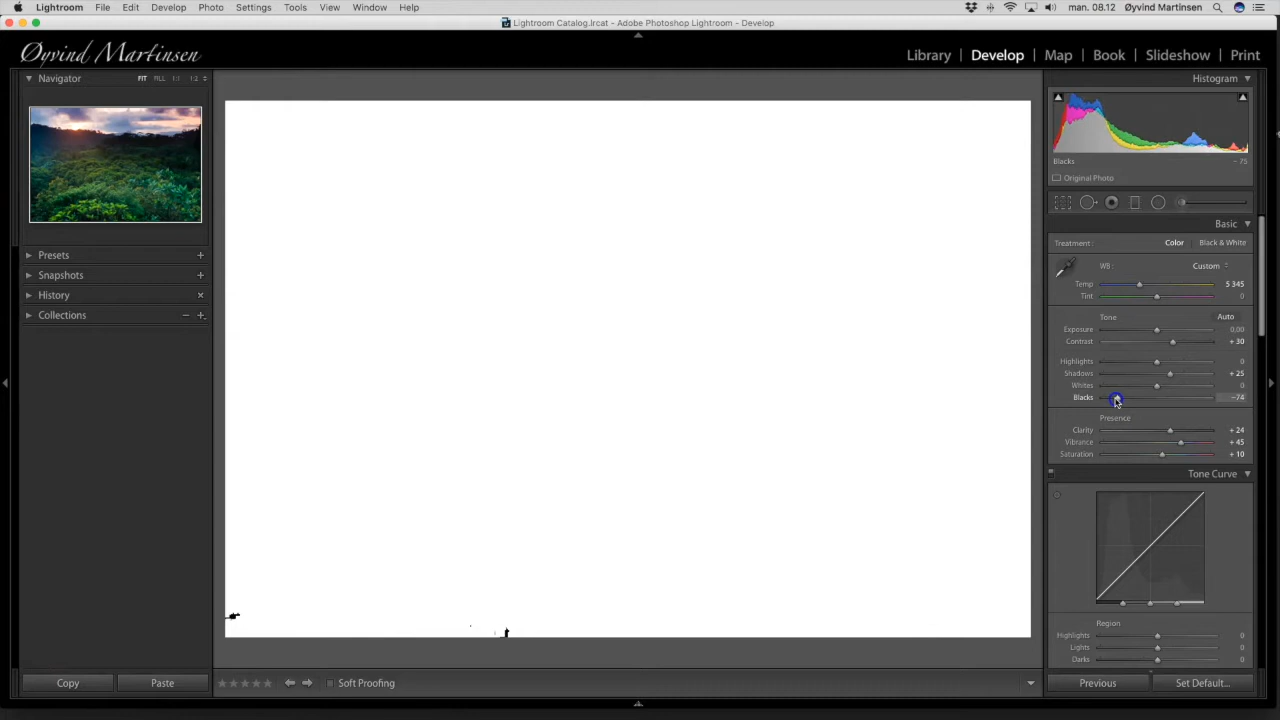 Lightroom File Edit Develop Photo Settings Tools View Window Help man. 08.12 Øyvind Martinsen
Lightroom Catalog.lrcat - Adobe Photoshop Lightroom - Develop
Øyvind Martinsen
Library | Develop | Map | Book | Slideshow | Print
Navigator FIT FILL 1:1 1:2
Histogram
Blacks - 75
Original Photo
Basic
Treatment: Color | Black & White
WB: Custom
Temp 5 345
Tint 0
Tone Auto
Exposure 0,00
Contrast + 30
Highlights 0
Shadows + 25
Whites 0
Blacks -74
Presence
Clarity + 24
Vibrance + 45
Saturation + 10
Tone Curve
Region
Highlights 0
Lights 0
Darks 0
Presets
Snapshots
History
Collections
Copy Paste
Soft Proofing
Previous Set Default...